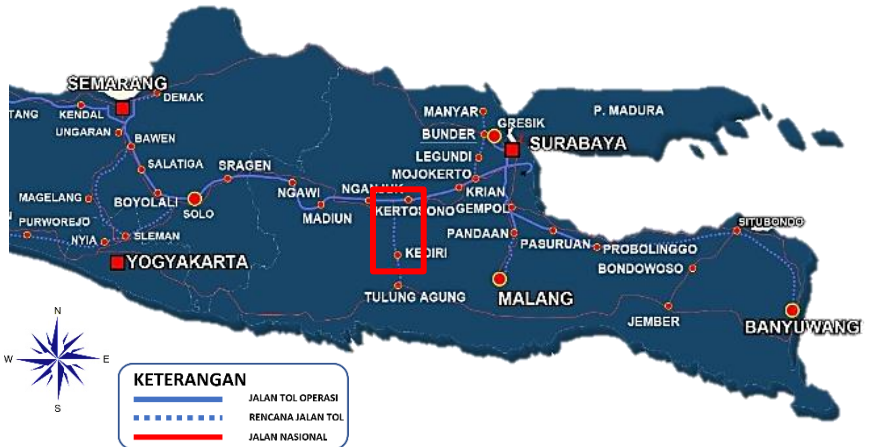 SEMARANG
DEMAK
TANG
KENDAL
UNGARAN
BAWEN
SALATIGA
SRAGEN
MAGELANG
BOYOLALI
SOLO
PURWOREJO
NYIA
SLEMAN
YOGYAKARTA
NGAWI
MADIUN
NGANJUK
KERTOSONO
KEDIRI
TULUNG AGUNG
MANYAR
GRESIK
BUNDER
SURABAYA
P. MADURA
LEGUNDI
MOJOKERTO
KRIAN
GEMPOL
PANDAAN
PASURUAN
PROBOLINGGO
SITUBONDO
BONDOWOSO
MALANG
JEMBER
BANYUWANGI
N
W
E
S
KETERANGAN
JALAN TOL OPERASI
RENCANA JALAN TOL
JALAN NASIONAL